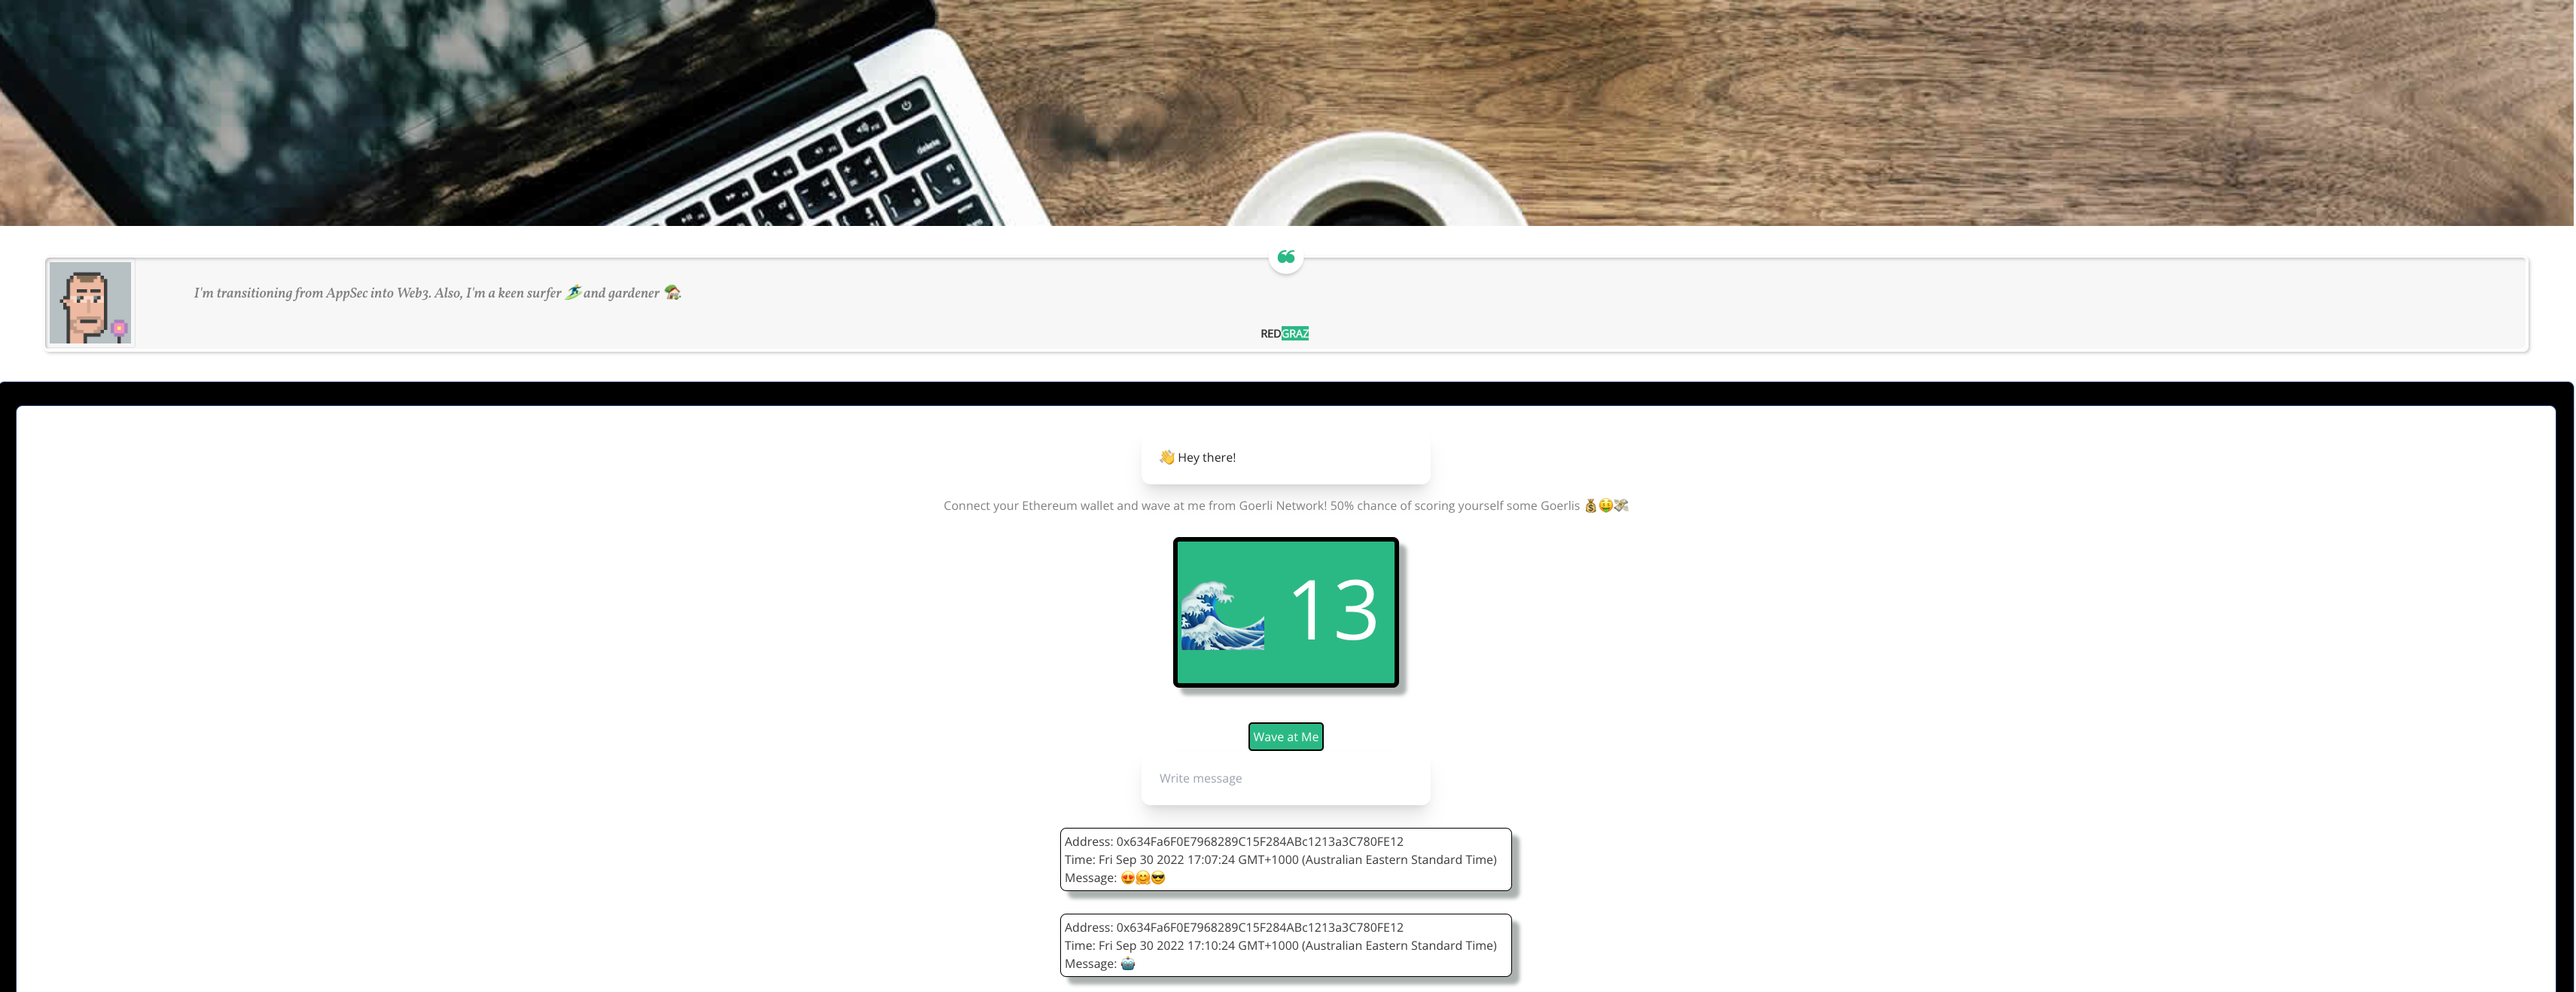 delete
❝
I'm transitioning from AppSec into Web3. Also, I'm a keen surfer 🏄‍♂️ and gardener 🏡.
REDGRAZ
👋 Hey there!
Connect your Ethereum wallet and wave at me from Goerli Network! 50% chance of scoring yourself some Goerlis 💰🤑💸
🌊 13
Wave at Me
Write message
Address: 0x634Fa6F0E7968289C15F284ABc1213a3C780FE12
Time: Fri Sep 30 2022 17:07:24 GMT+1000 (Australian Eastern Standard Time)
Message: 😍🤗😎
Address: 0x634Fa6F0E7968289C15F284ABc1213a3C780FE12
Time: Fri Sep 30 2022 17:10:24 GMT+1000 (Australian Eastern Standard Time)
Message: 🤖